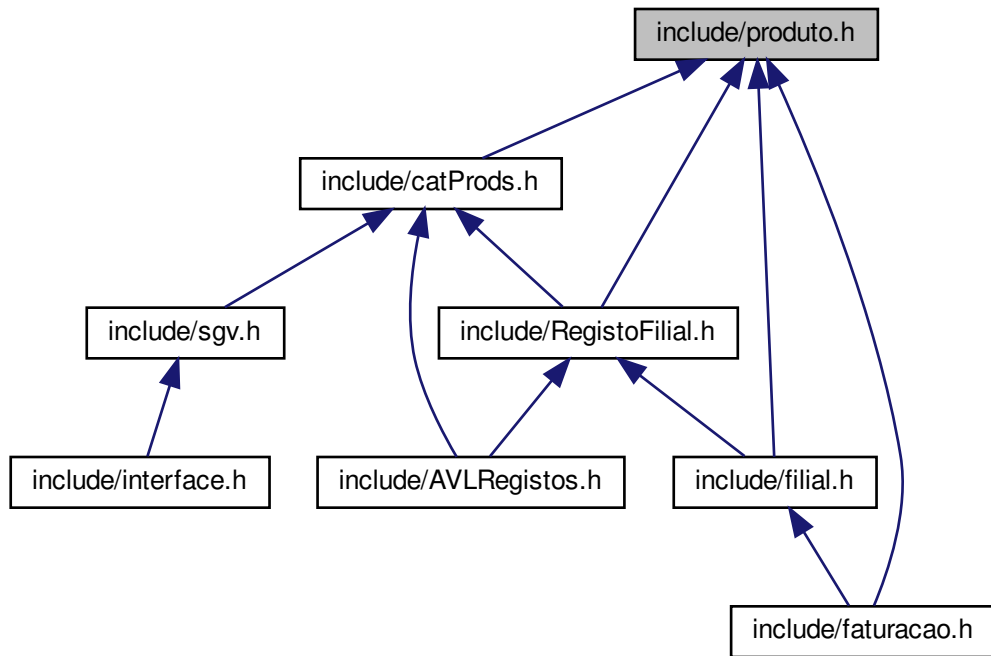 include/produto.h
include/catProds.h
include/sgv.h
include/RegistoFilial.h
include/interface.h
include/AVLRegistos.h
include/filial.h
include/faturacao.h